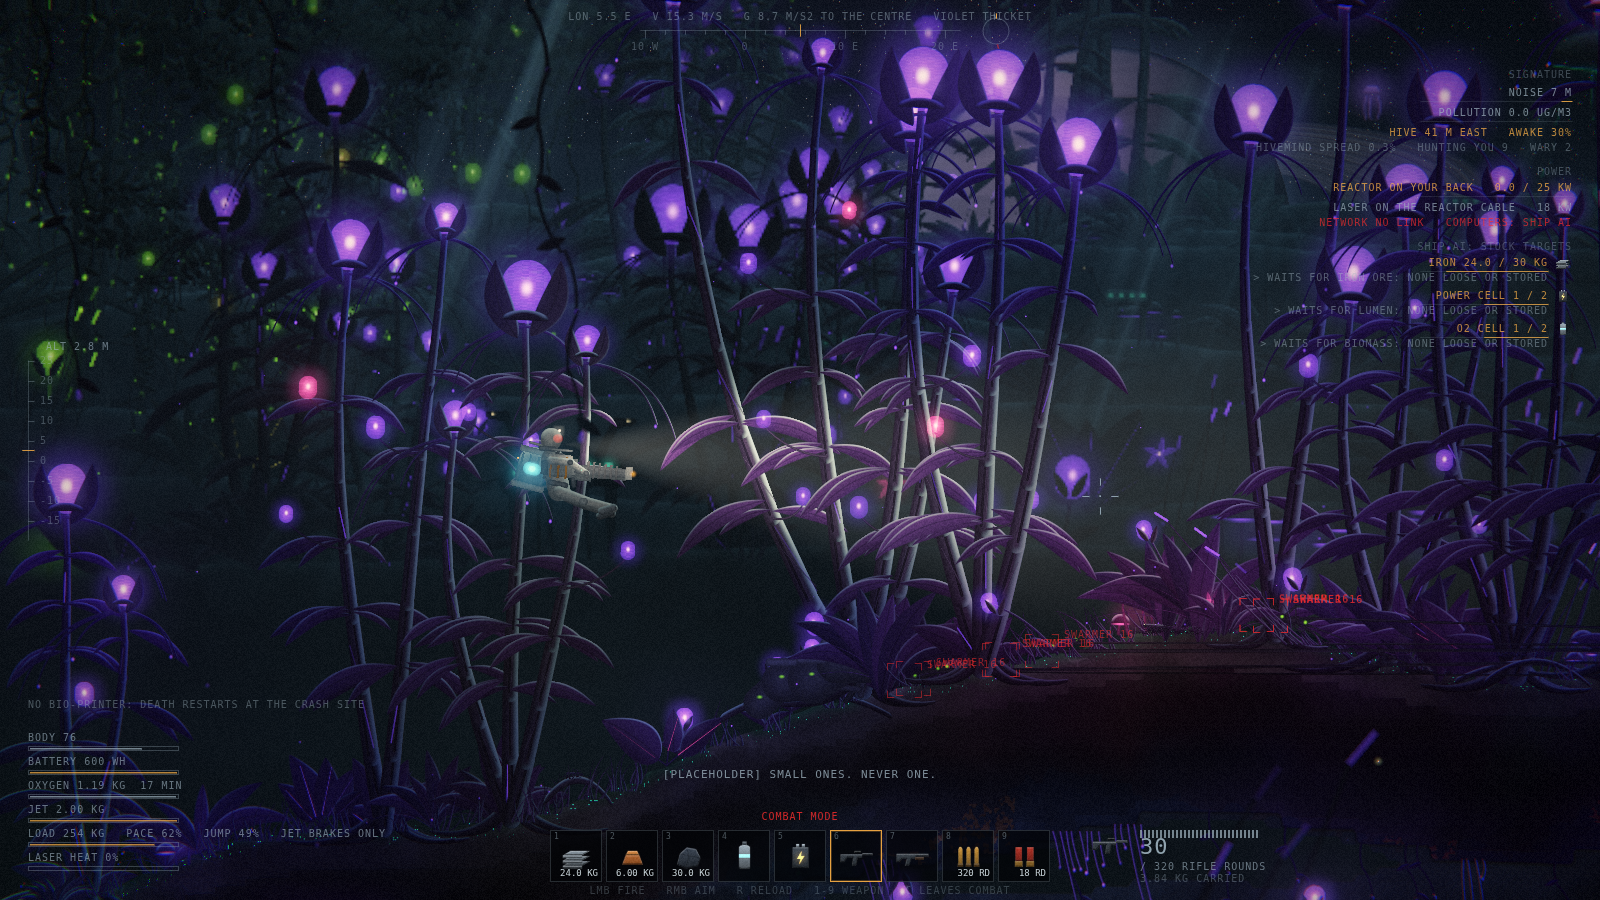 LON 5.5 E   V 15.3 M/S   G 8.7 M/S2 TO THE CENTRE   VIOLET THICKET
10 W   0   10 E   20 E
SIGNATURE
NOISE 7 M
POLLUTION 0.0 UG/M3
HIVE 41 M EAST   AWAKE 30%
HIVEMIND SPREAD 0.3%   HUNTING YOU 9   WARY 2
POWER
REACTOR ON YOUR BACK   0.0 / 25 KW
LASER ON THE REACTOR CABLE   18 KW
NETWORK NO LINK   COMPUTERS: SHIP AI
SHIP AI: STOCK TARGETS
IRON 24.0 / 30 KG
> WAITS FOR IRON ORE: NONE LOOSE OR STORED
POWER CELL 1 / 2
> WAITS FOR LUMEN: NONE LOOSE OR STORED
O2 CELL 1 / 2
> WAITS FOR BIOMASS: NONE LOOSE OR STORED
ALT 2.8 M
20
15
10
5
0
-5
-10
-15
SWARMER 16
SWARMER 16
SWARMER 16
NO BIO-PRINTER: DEATH RESTARTS AT THE CRASH SITE
BODY 76
BATTERY 600 WH
OXYGEN 1.19 KG  17 MIN
JET 2.00 KG
LOAD 254 KG   PACE 62%   JUMP 49%   JET BRAKES ONLY
LASER HEAT 0%
[PLACEHOLDER] SMALL ONES. NEVER ONE.
COMBAT MODE
1 2 3 4 5 6 7 8 9
24.0 KG   6.00 KG   30.0 KG   320 RD   18 RD
LMB FIRE   RMB AIM   R RELOAD   1-9 WEAPON   LEAVES COMBAT
30
/ 320 RIFLE ROUNDS
3.84 KG CARRIED